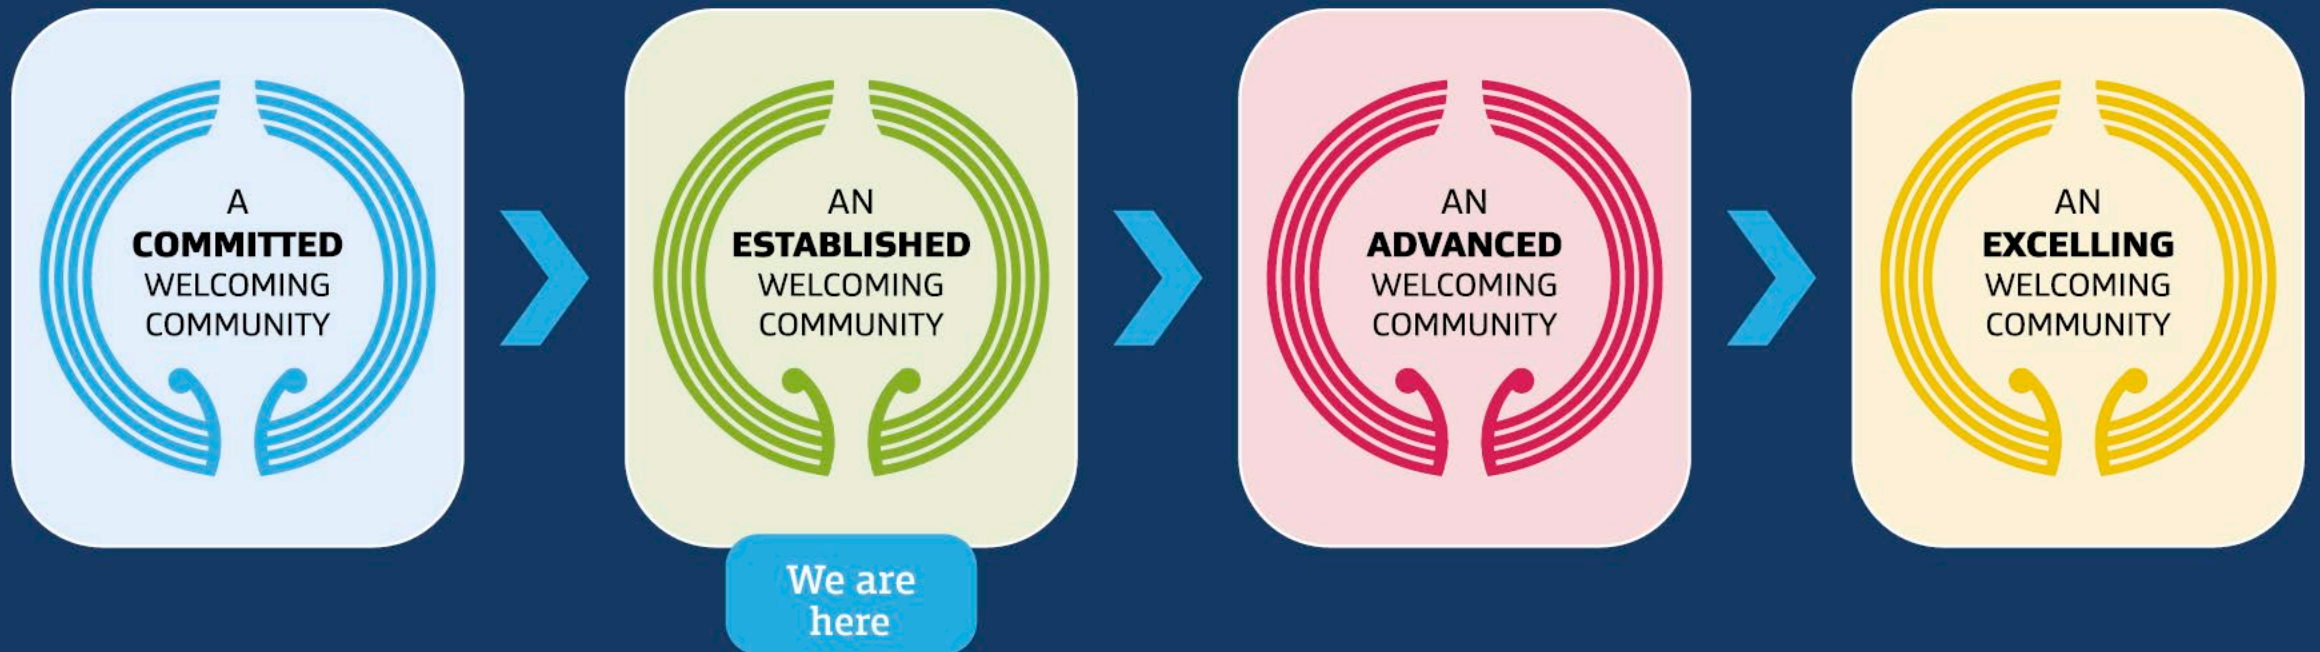 A
COMMITTED
WELCOMING
COMMUNITY
AN
ESTABLISHED
WELCOMING
COMMUNITY
We are
here
AN
ADVANCED
WELCOMING
COMMUNITY
AN
EXCELLING
WELCOMING
COMMUNITY